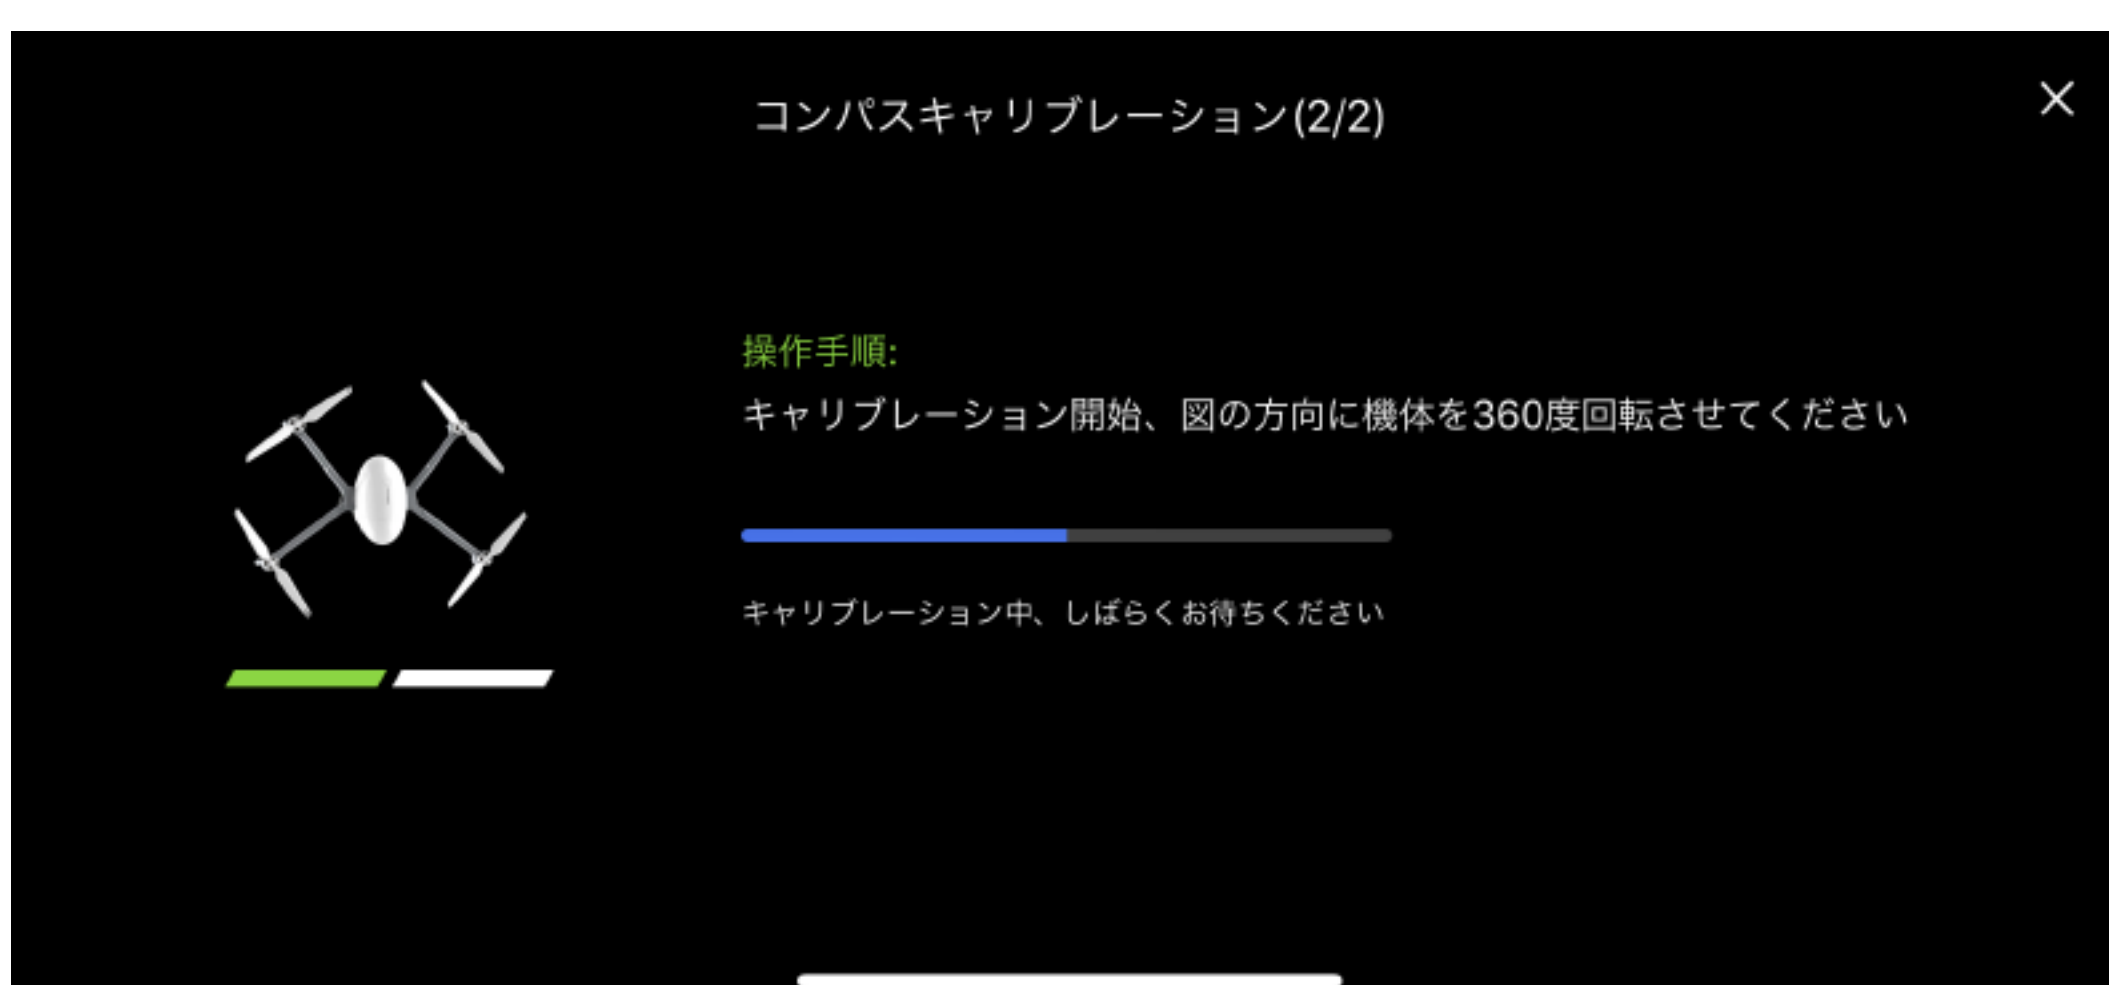 コンパスキャリブレーション(2/2)
操作手順:
キャリブレーション開始、図の方向に機体を360度回転させてください
キャリブレーション中、しばらくお待ちください